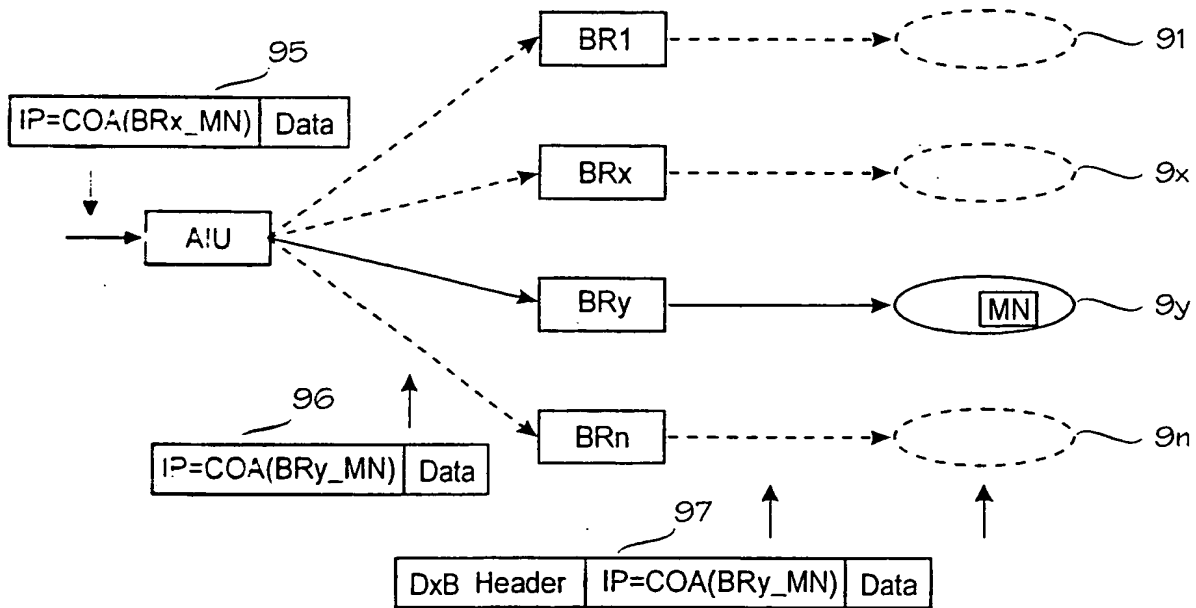 BR1
91
95
IP=COA(BRx_MN) Data
BRx
9x
AIU
BRy
MN
9y
96
BRn
9n
IP=COA(BRy_MN) Data
97
DxB Header IP=COA(BRy_MN) Data